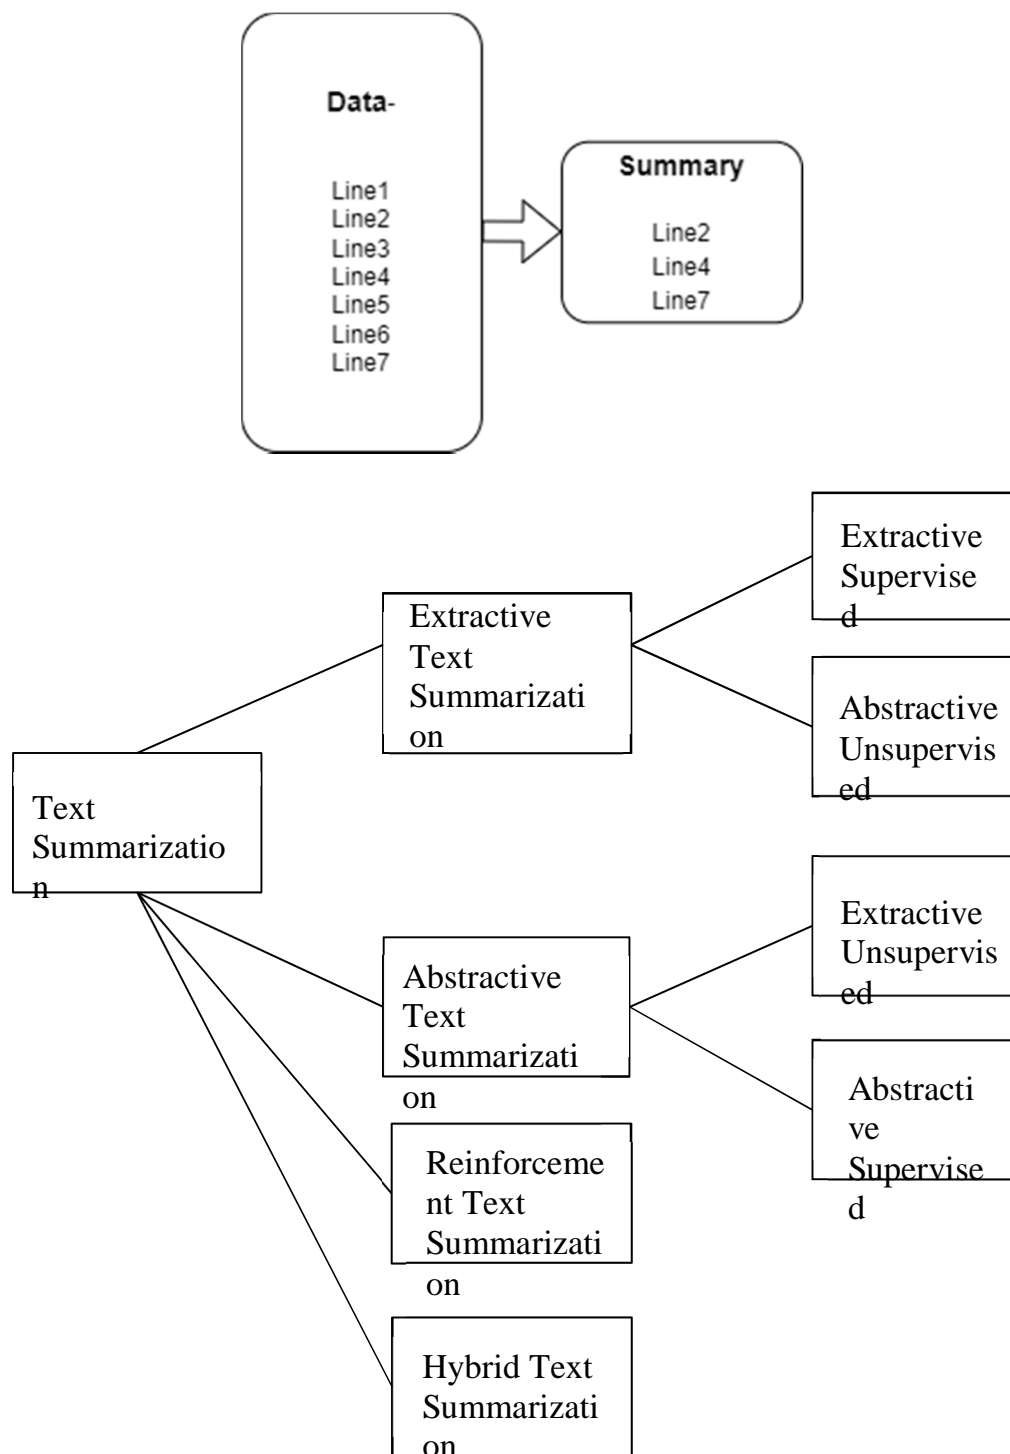 Data-
Line1
Line2
Line3
Line4
Line5
Line6
Line7
Summary
Line2
Line4
Line7
Extractive
Supervise
d
Extractive
Text
Summarizati
on
Abstractive
Unsupervis
ed
Text
Summarizatio
n
Extractive
Unsupervis
ed
Abstractive
Text
Summarizati
on
Abstracti
ve
Supervise
d
Reinforceme
nt Text
Summarizati
on
Hybrid Text
Summarizati
on